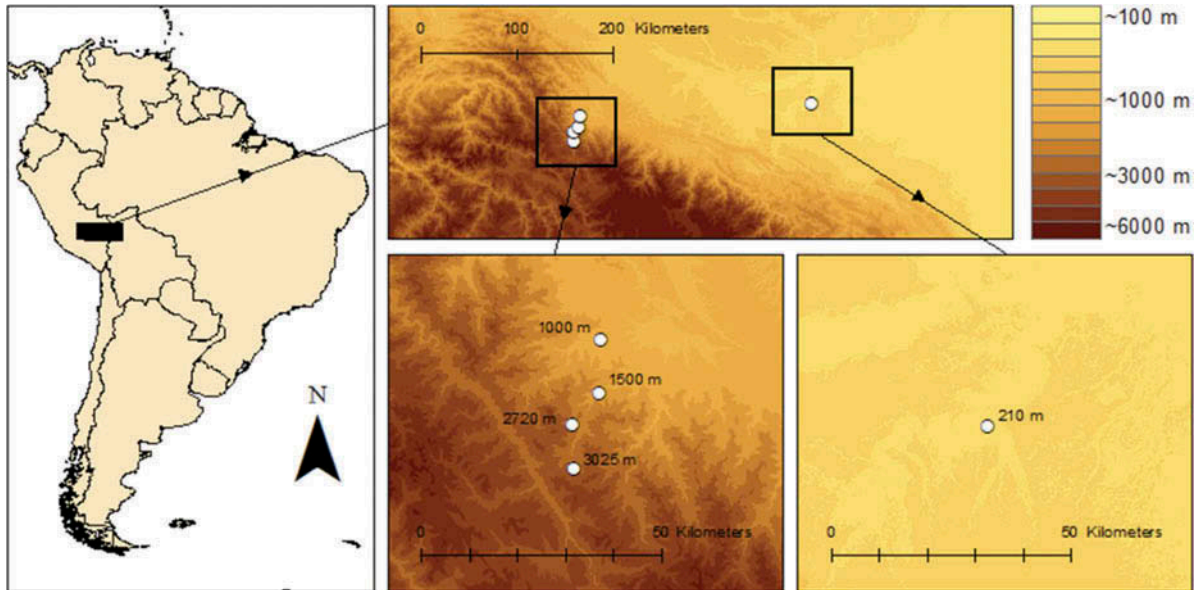 0 100 200 Kilometers
~100 m
~1000 m
~3000 m
~6000 m
N
1000 m
1500 m
2720 m
3025 m
0 50 Kilometers
210 m
0 50 Kilometers